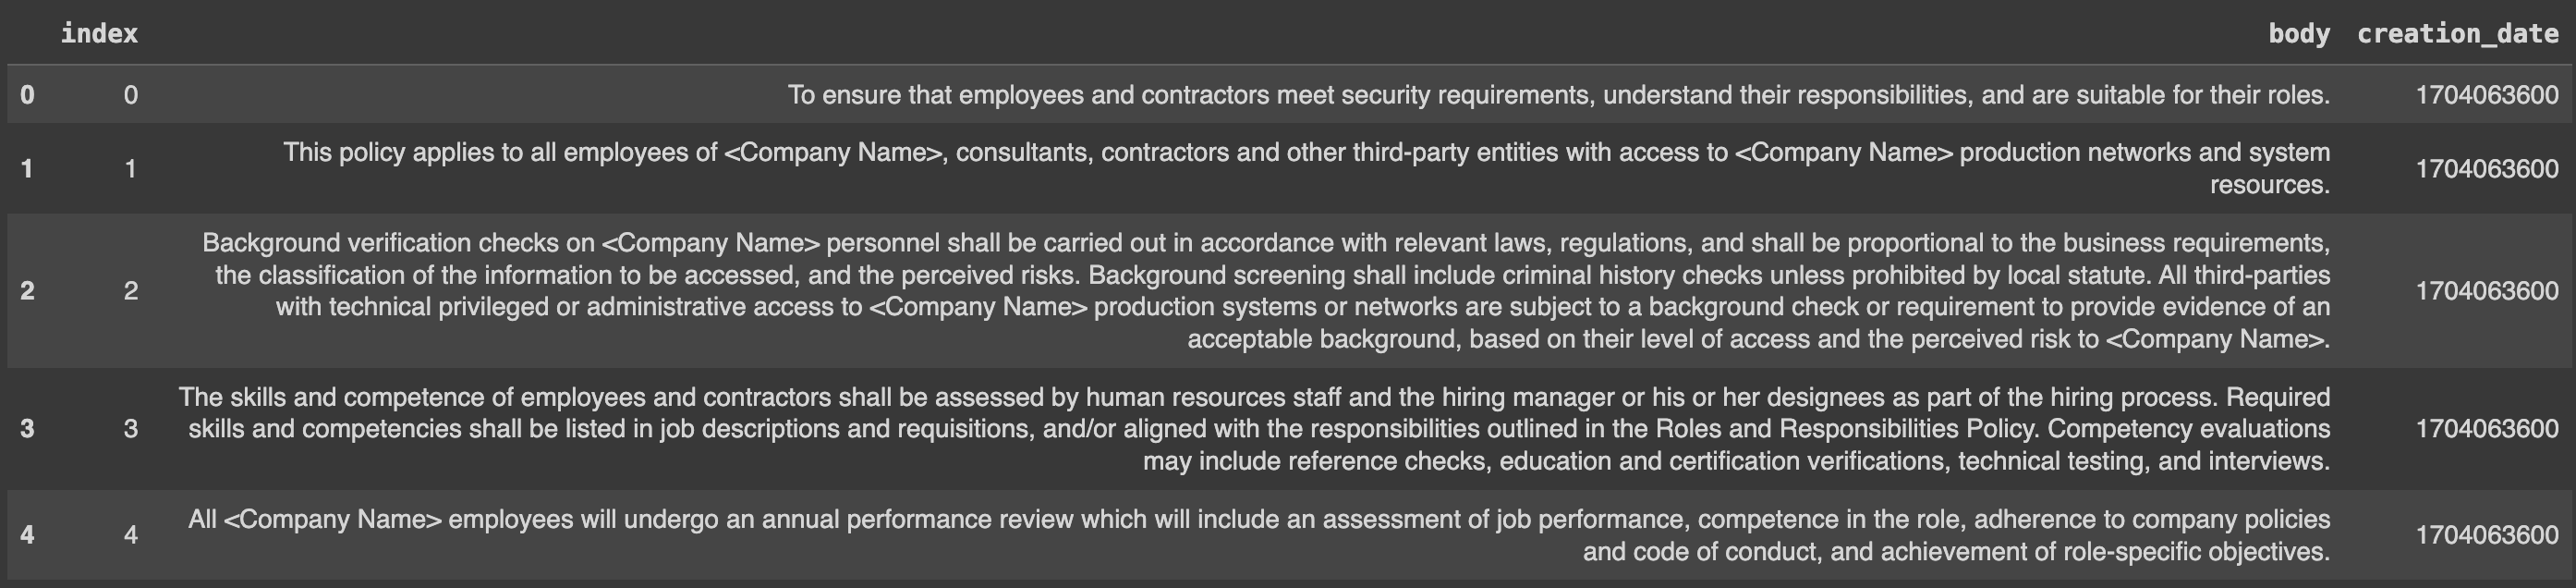 index body creation_date
0 0 To ensure that employees and contractors meet security requirements, understand their responsibilities, and are suitable for their roles. 1704063600
This policy applies to all employees of <Company Name>, consultants, contractors and other third-party entities with access to <Company Name> production networks and system
1 1 1704063600
resources.
Background verification checks on <Company Name> personnel shall be carried out in accordance with relevant laws, regulations, and shall be proportional to the business requirements,
the classification of the information to be accessed, and the perceived risks. Background screening shall include criminal history checks unless prohibited by local statute. All third-parties
2 2 1704063600
with technical privileged or administrative access to <Company Name> production systems or networks are subject to a background check or requirement to provide evidence of an
acceptable background, based on their level of access and the perceived risk to <Company Name>.
The skills and competence of employees and contractors shall be assessed by human resources staff and the hiring manager or his or her designees as part of the hiring process. Required
3 3 skills and competencies shall be listed in job descriptions and requisitions, and/or aligned with the responsibilities outlined in the Roles and Responsibilities Policy. Competency evaluations 1704063600
may include reference checks, education and certification verifications, technical testing, and interviews.
All <Company Name> employees will undergo an annual performance review which will include an assessment of job performance, competence in the role, adherence to company policies
4 4 1704063600
and code of conduct, and achievement of role-specific objectives.